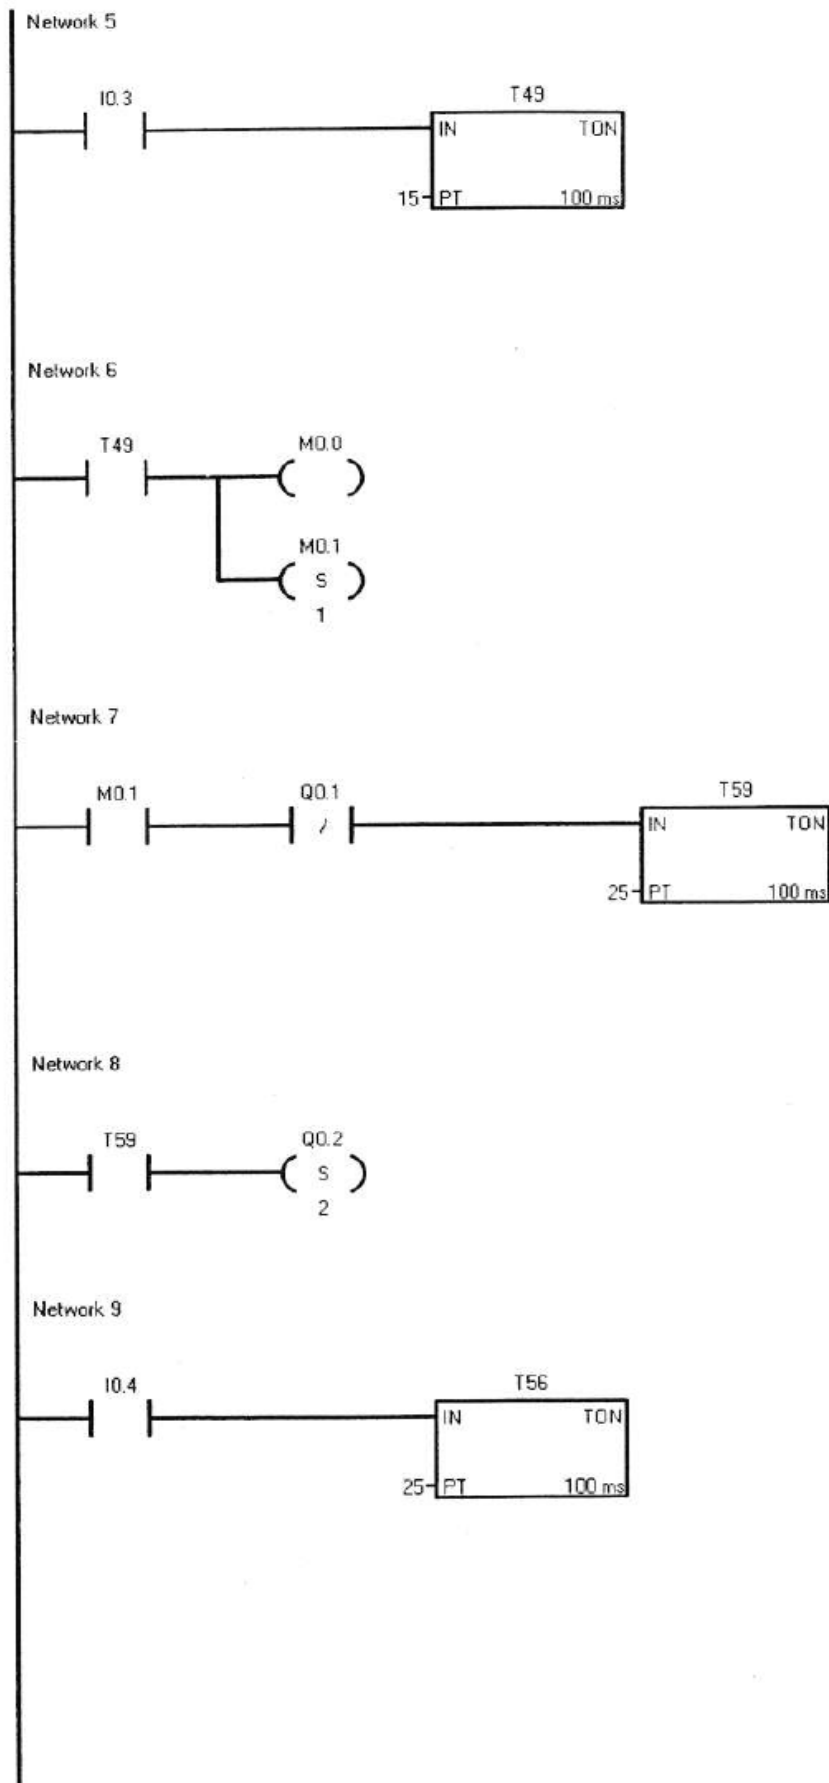 Network 5
I0.3
T49
IN TON
15 PT 100 ms
Network 6
T49 M0.0
M0.1
S
1
Network 7
M0.1 Q0.1 T59
IN TON
25 PT 100 ms
Network 8
T59 Q0.2
S
2
Network 9
I0.4 T56
IN TON
25 PT 100 ms